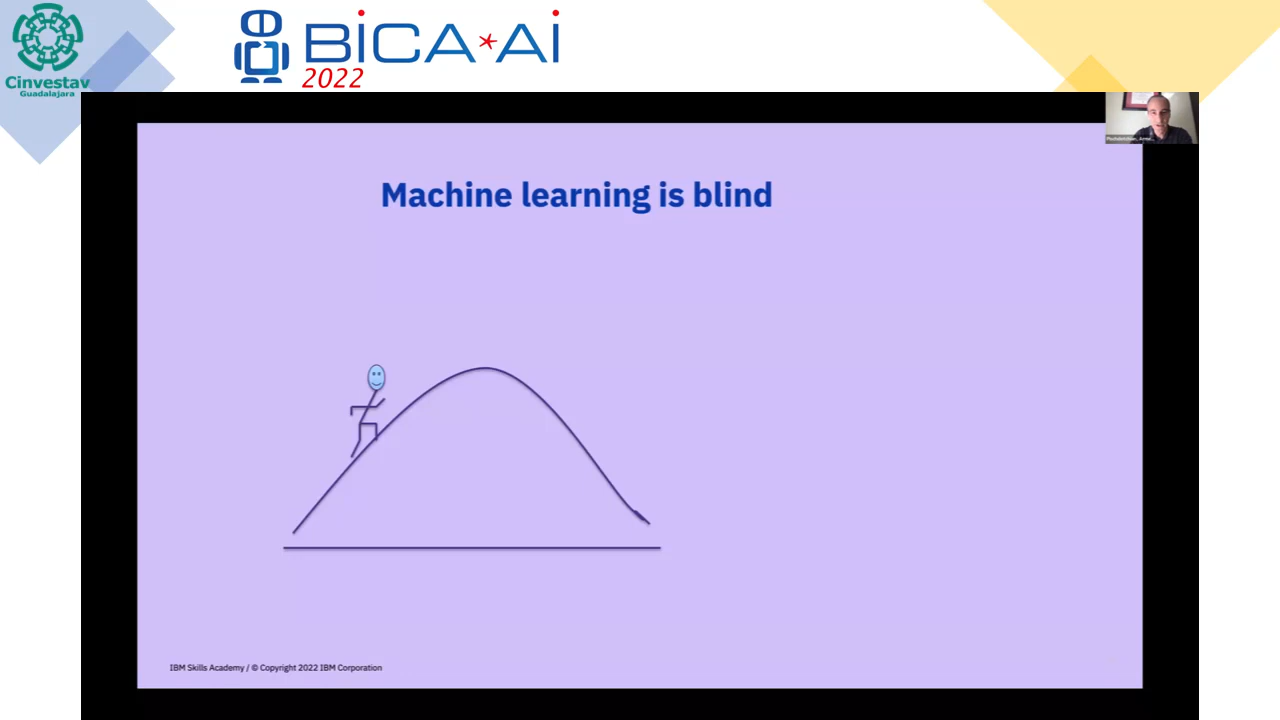 Cinvestav
Guadalajara
BiCA*Ai
2022
Machine learning is blind
IBM Skills Academy / © Copyright 2022 IBM Corporation